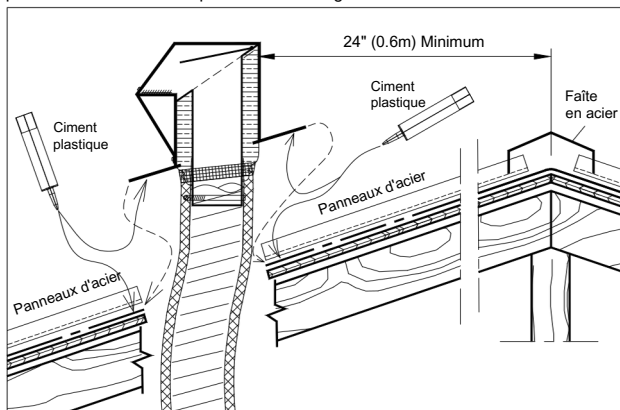 24" (0.6m) Minimum
Ciment
plastique
Ciment
plastique
Faîte
en acier
Panneaux d'acier
Panneaux d'acier